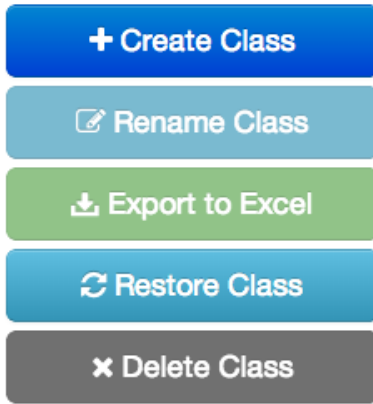 Create Class
Rename Class
Export to Excel
Restore Class
Delete Class